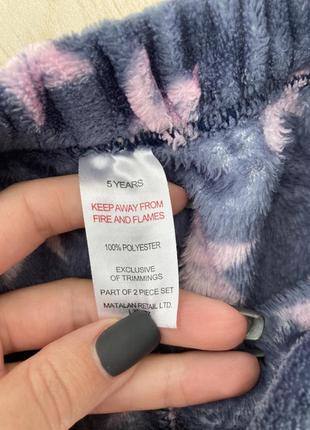 5 YEARS
KEEP AWAY FROM
FIRE AND FLAMES
100% POLYESTER
EXCLUSIVE
OF TRIMMINGS
PART OF 2 PIECE SET
MATALAN RETAIL LTD.